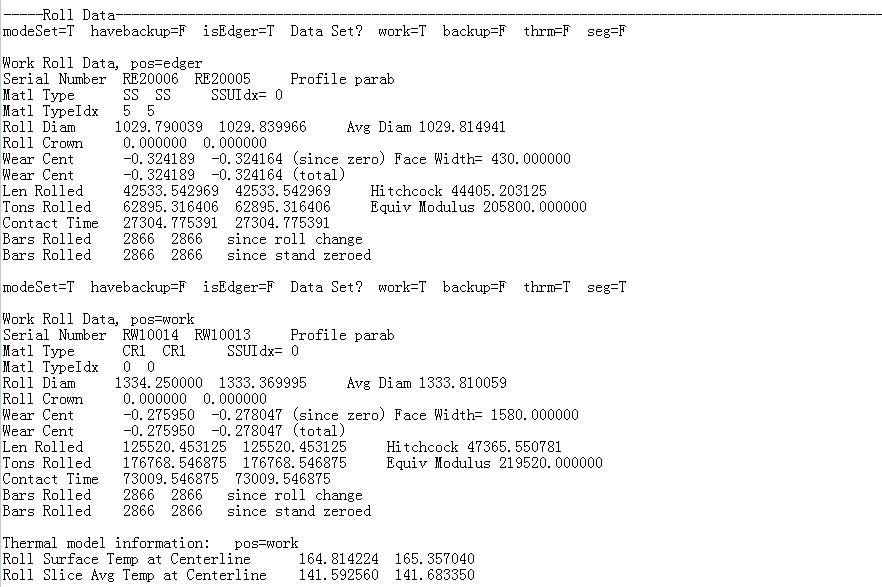 -----Roll Data------------------------------------------------------------------------------------------------
modeSet=T  havebackup=F  isEdger=T  Data Set?  work=T  backup=F  thrm=F  seg=F
Work Roll Data, pos=edger
Serial Number  RE20006  RE20005     Profile parab
Matl Type      SS  SS     SSUIdx= 0
Matl TypeIdx   5  5
Roll Diam     1029.790039  1029.839966     Avg Diam 1029.814941
Roll Crown     0.000000  0.000000
Wear Cent      -0.324189  -0.324164 (since zero) Face Width= 430.000000
Wear Cent      -0.324189  -0.324164 (total)
Len Rolled     42533.542969  42533.542969     Hitchcock 44405.203125
Tons Rolled    62895.316406  62895.316406     Equiv Modulus 205800.000000
Contact Time   27304.775391  27304.775391
Bars Rolled    2866  2866   since roll change
Bars Rolled    2866  2866   since stand zeroed
modeSet=T  havebackup=F  isEdger=F  Data Set?  work=T  backup=F  thrm=T  seg=T
Work Roll Data, pos=work
Serial Number  RW10014  RW10013     Profile parab
Matl Type      CR1  CR1     SSUIdx= 0
Matl TypeIdx   0  0
Roll Diam     1334.250000  1333.369995     Avg Diam 1333.810059
Roll Crown     0.000000  0.000000
Wear Cent      -0.275950  -0.278047 (since zero) Face Width= 1580.000000
Wear Cent      -0.275950  -0.278047 (total)
Len Rolled     125520.453125  125520.453125     Hitchcock 47365.550781
Tons Rolled    176768.546875  176768.546875     Equiv Modulus 219520.000000
Contact Time   73009.546875  73009.546875
Bars Rolled    2866  2866   since roll change
Bars Rolled    2866  2866   since stand zeroed
Thermal model information:   pos=work
Roll Surface Temp at Centerline      164.814224  165.357040
Roll Slice Avg Temp at Centerline    141.592560  141.683350